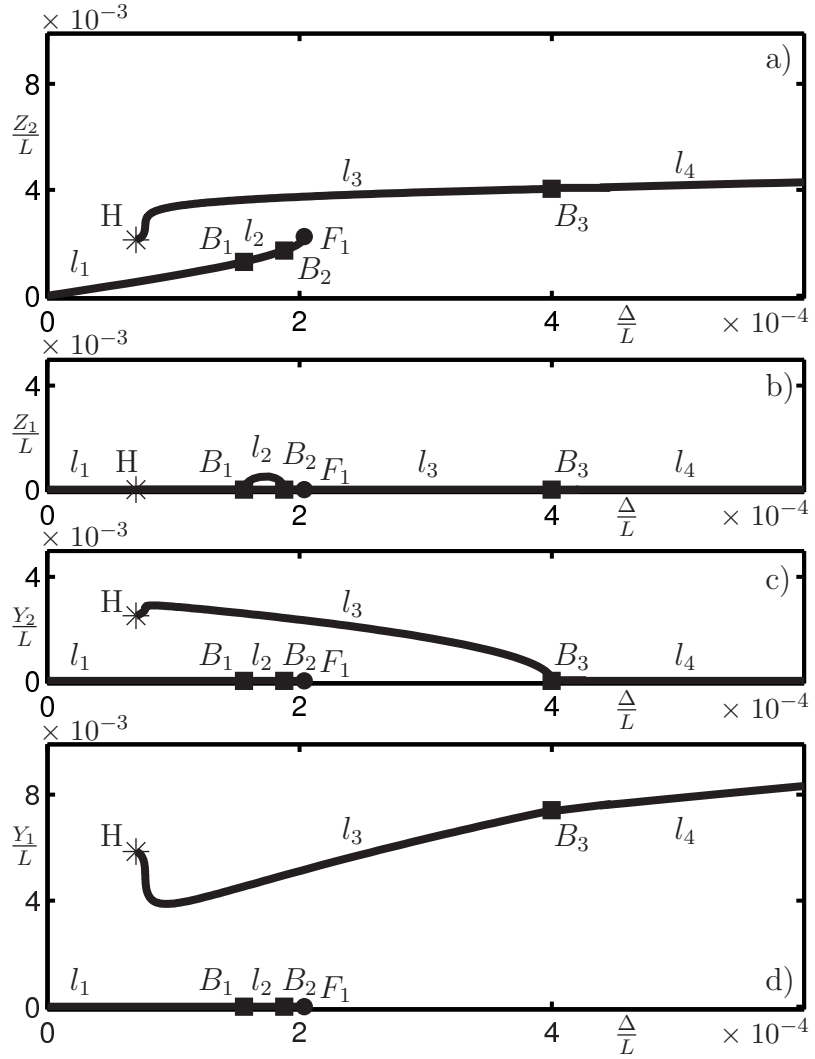 × 10⁻³
a)
8
Z₂/L
l₃
l₄
4
H
B₃
B₁ l₂ F₁
l₁
B₂
0
0 2 4 Δ/L × 10⁻⁴
× 10⁻³
4
b)
Z₁/L
l₁ H B₁ l₂ B₂ F₁ l₃ B₃ l₄
0
0 2 4 Δ/L × 10⁻⁴
× 10⁻³
4
c)
H l₃
Y₂/L
l₁ B₁ l₂ B₂ F₁ B₃ l₄
0
0 2 4 Δ/L × 10⁻⁴
× 10⁻³
8
H l₃ B₃ l₄
Y₁/L
4
l₁ B₁ l₂ B₂ F₁ d)
0
0 2 4 Δ/L × 10⁻⁴